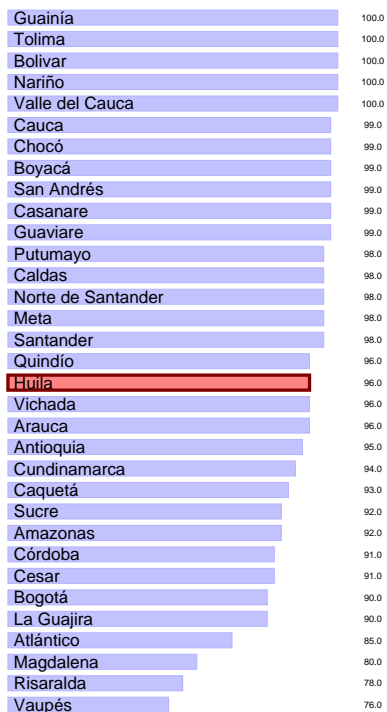 Guainía 100.0
Tolima 100.0
Bolivar 100.0
Nariño 100.0
Valle del Cauca 100.0
Cauca 99.0
Chocó 99.0
Boyacá 99.0
San Andrés 99.0
Casanare 99.0
Guaviare 99.0
Putumayo 98.0
Caldas 98.0
Norte de Santander 98.0
Meta 98.0
Santander 98.0
Quindío 96.0
Huila 96.0
Vichada 96.0
Arauca 96.0
Antioquia 95.0
Cundinamarca 94.0
Caquetá 93.0
Sucre 92.0
Amazonas 92.0
Córdoba 91.0
Cesar 91.0
Bogotá 90.0
La Guajira 90.0
Atlántico 85.0
Magdalena 80.0
Risaralda 78.0
Vaupés 76.0